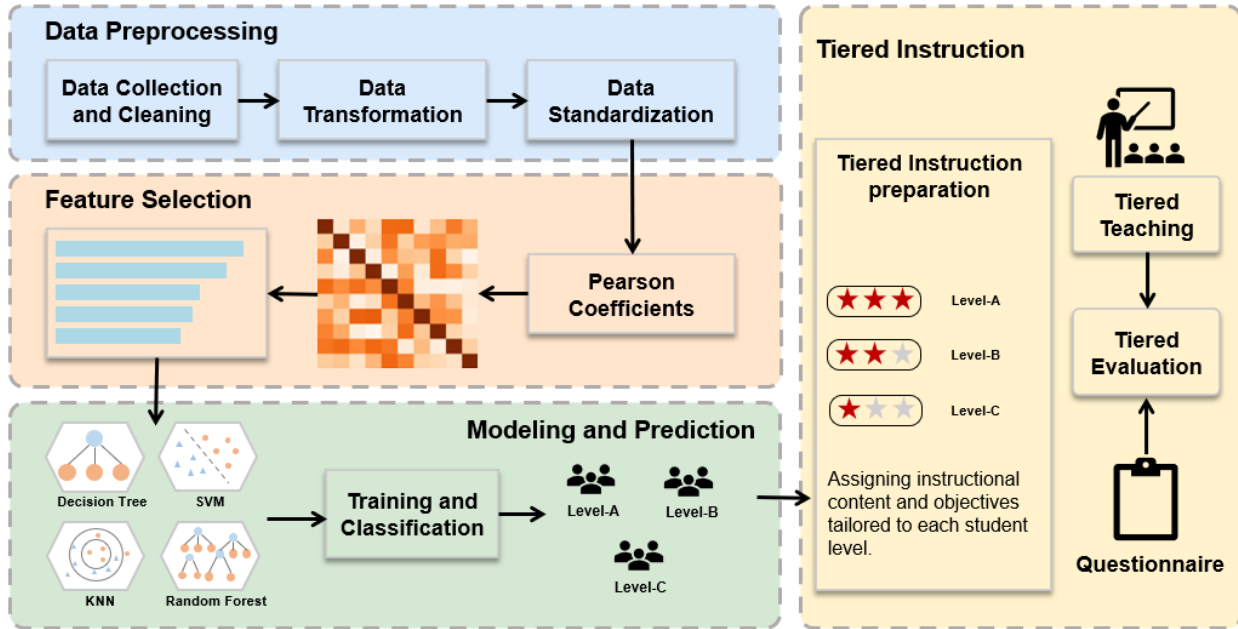 Data Preprocessing
Data Collection
and Cleaning
Data
Transformation
Data
Standardization
Feature Selection
Pearson
Coefficients
Modeling and Prediction
Decision Tree
SVM
KNN
Random Forest
Training and
Classification
Level-A
Level-B
Level-C
Tiered Instruction
Tiered Instruction
preparation
Level-A
Level-B
Level-C
Assigning instructional
content and objectives
tailored to each student
level.
Tiered
Teaching
Tiered
Evaluation
Questionnaire